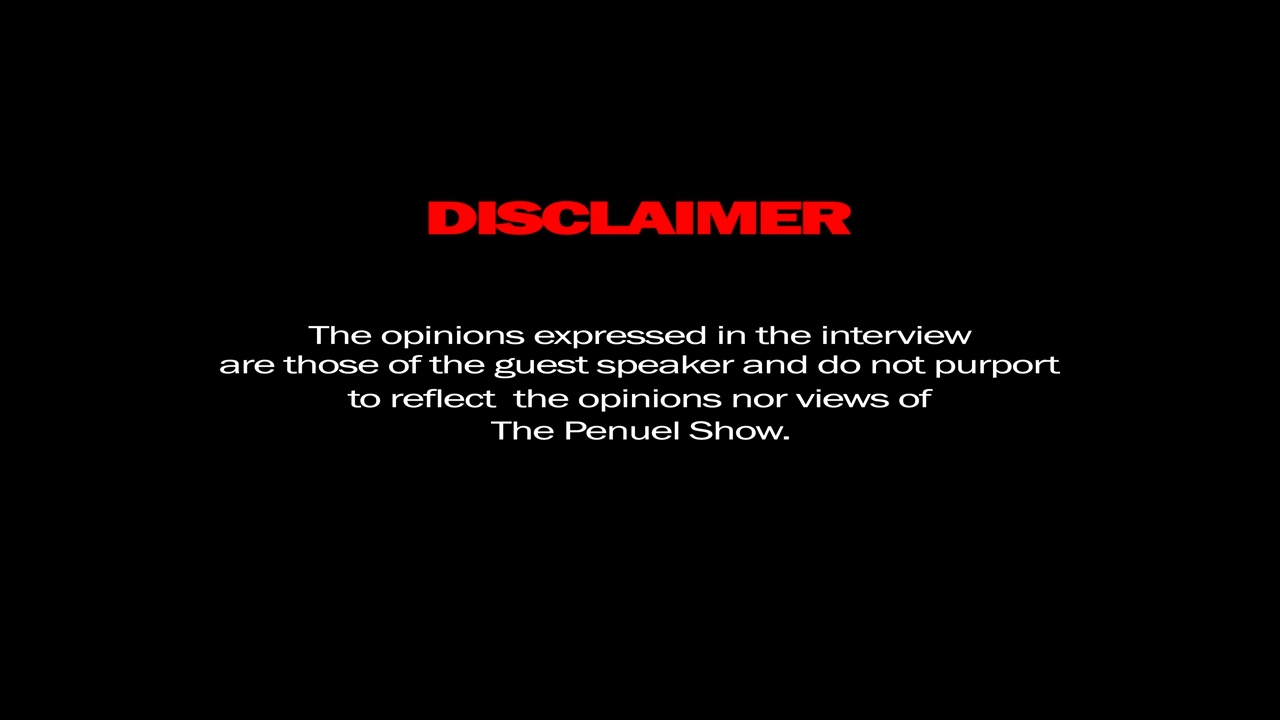 DISCLAIMER
The opinions expressed in the interview
are those of the guest speaker and do not purport
to reflect  the opinions nor views of
The Penuel Show.